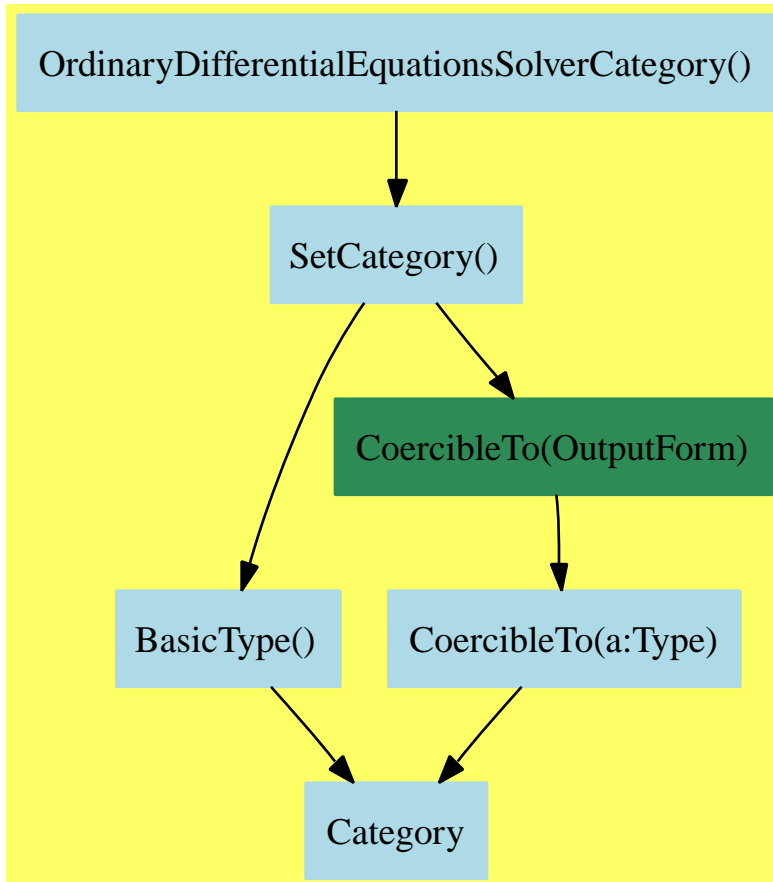 OrdinaryDifferentialEquationsSolverCategory()
SetCategory()
CoercibleTo(OutputForm)
BasicType()
CoercibleTo(a:Type)
Category